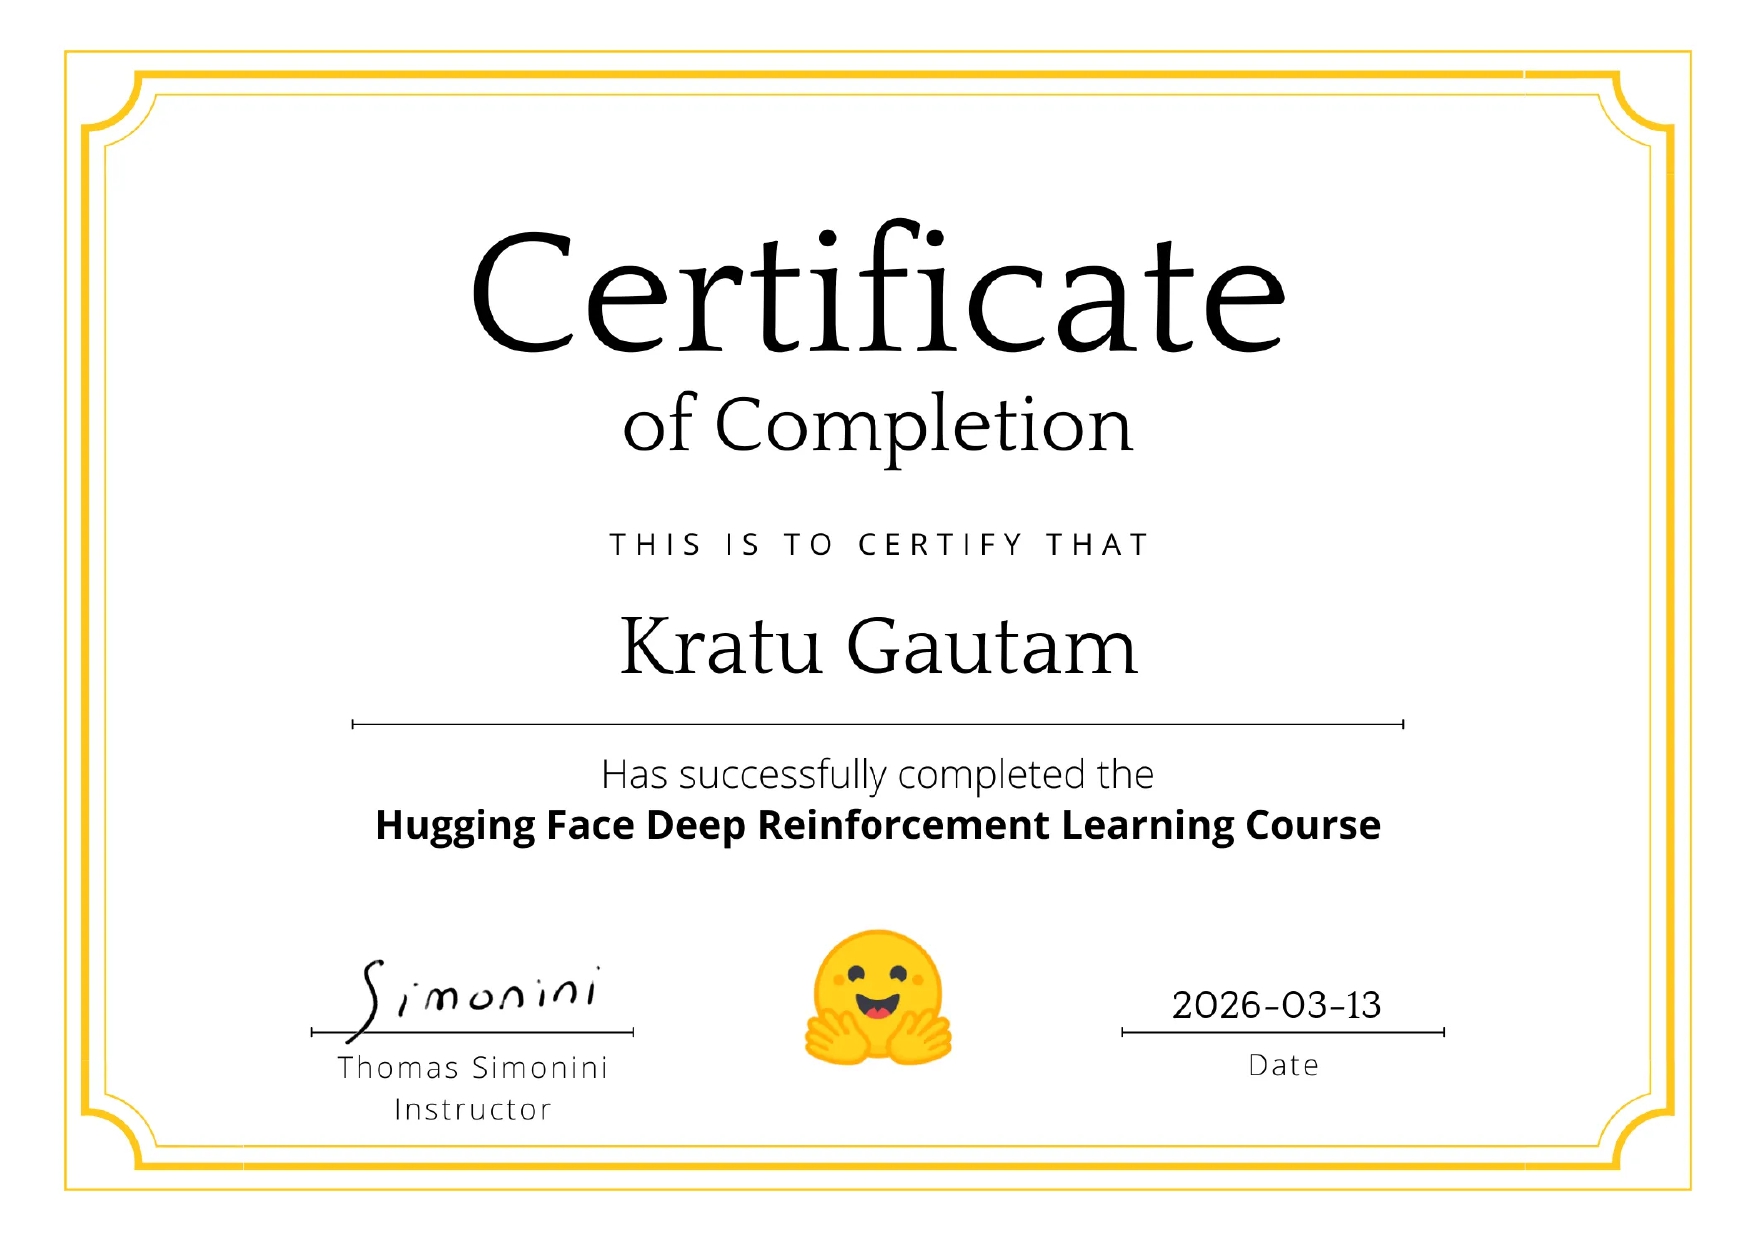 Certificate
of Completion
THIS IS TO CERTIFY THAT
Kratu Gautam
Has successfully completed the
Hugging Face Deep Reinforcement Learning Course
Simonini
2026-03-13
Thomas Simonini
Date
Instructor